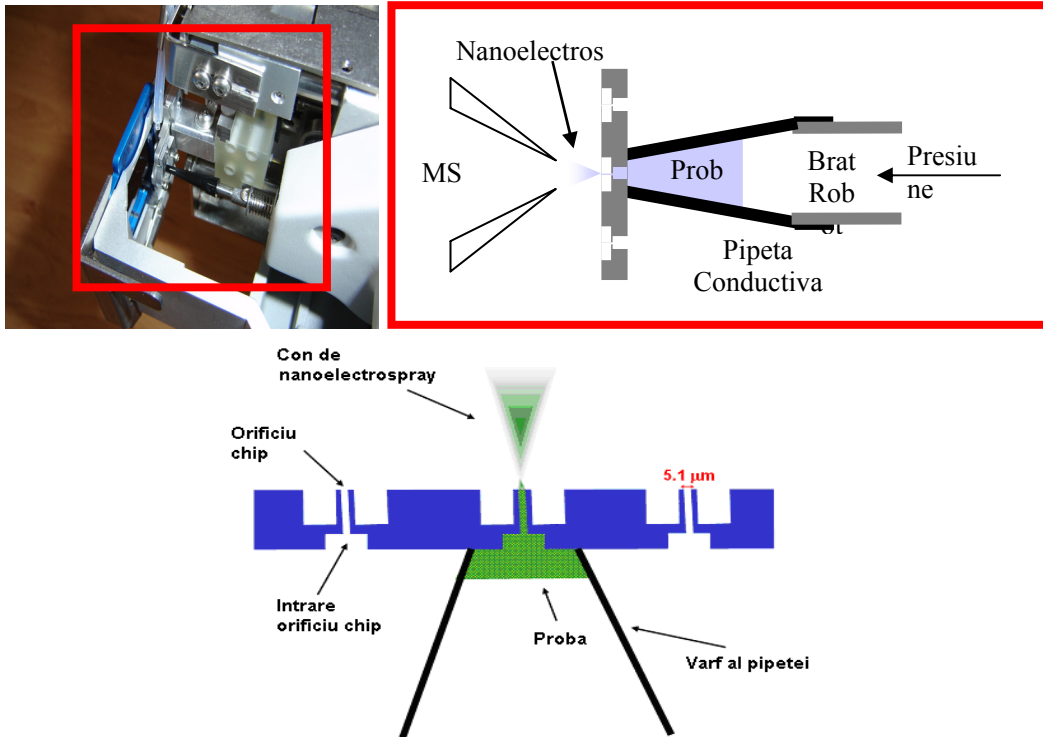 Nanoelectros
MS
Prob
Brat
Rob
Presiu
ne
Pipeta
Conductiva
Con de
nanoelectrospray
Orificiu
chip
5.1 µm
Intrare
orificiu chip
Proba
Varf al pipetei